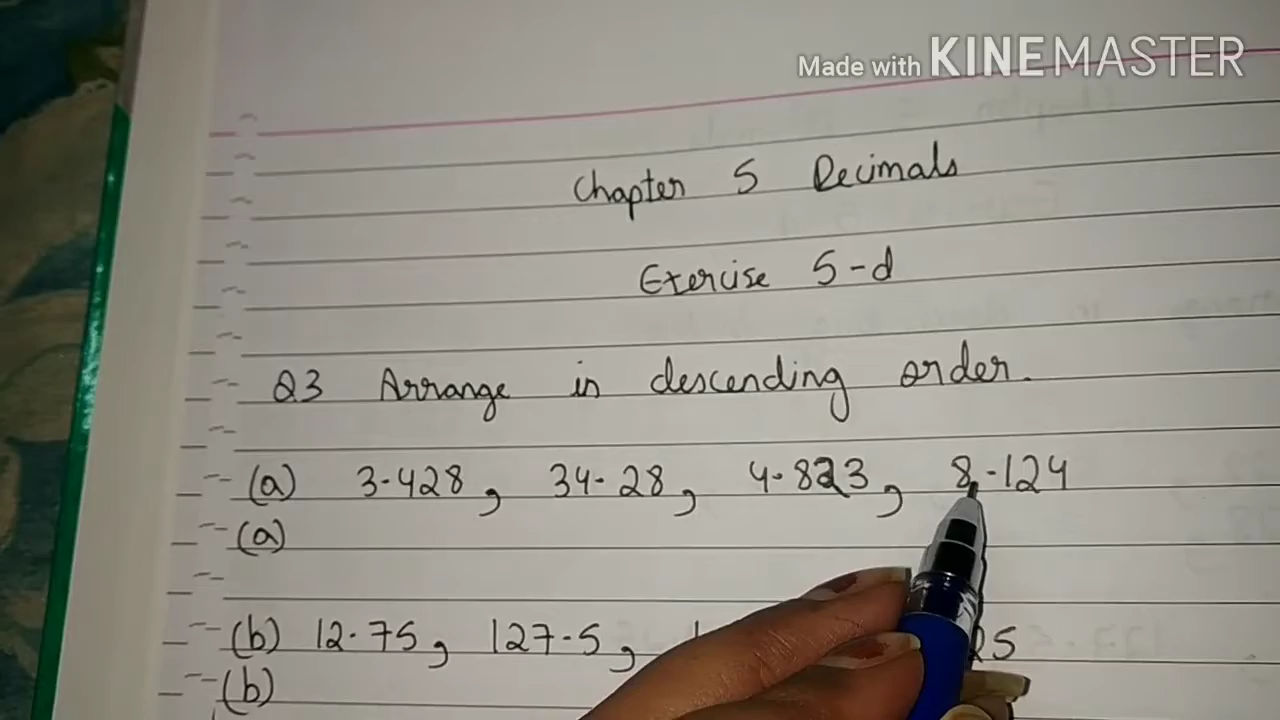 Made with KINEMASTER
Chapter 5 Decimals
Exercise 5-d
Q3 Arrange in descending order.
(a) 3.428, 34.28, 4.823, 8.124
(a)
(b) 12.75, 127.5,
(b)